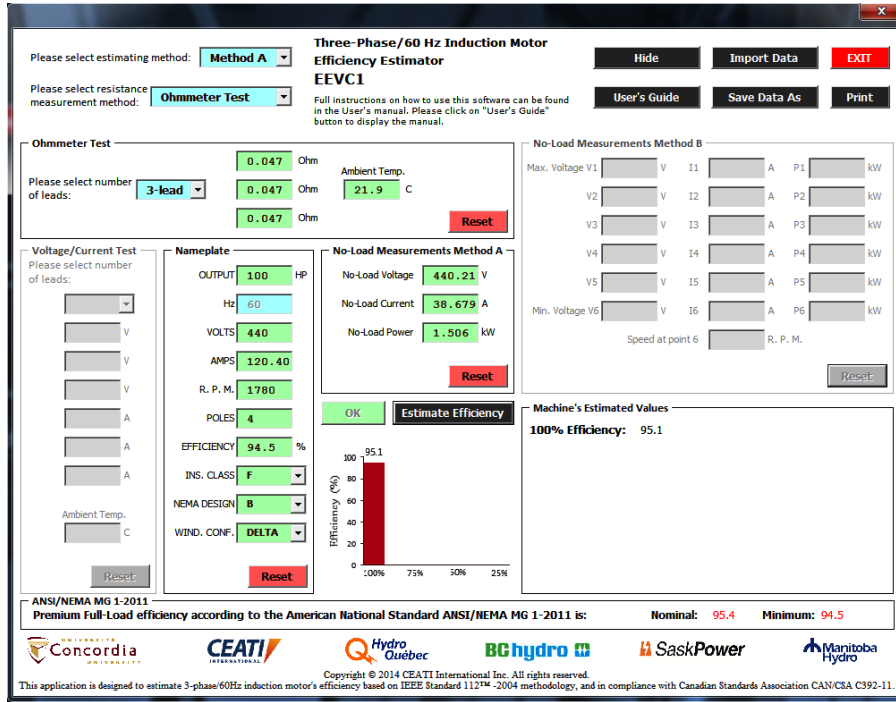 x
Please select estimating method: Method A
Please select resistance
measurement method: Ohmmeter Test
Three-Phase/60 Hz Induction Motor
Efficiency Estimator
EEVC1
Full instructions on how to use this software can be found
in the User's manual. Please click on "User's Guide"
button to display the manual.
Hide Import Data EXIT
User's Guide Save Data As Print
Ohmmeter Test
Please select number
of leads: 3-lead
0.047 Ohm
0.047 Ohm
0.047 Ohm
Ambient Temp.
21.9 C
Reset
No-Load Measurements Method B
Max. Voltage V1 V I1 A P1 kW
V2 V I2 A P2 kW
V3 V I3 A P3 kW
V4 V I4 A P4 kW
V5 V I5 A P5 kW
Min. Voltage V6 V I6 A P6 kW
Speed at point 6 R. P. M.
Reset
Voltage/Current Test
Please select number
of leads:
V
V
V
A
A
A
Ambient Temp.
C
Reset
Nameplate
OUTPUT 100 HP
Hz 60
VOLTS 440
AMPS 120.40
R. P. M. 1780
POLES 4
EFFICIENCY 94.5 %
INS. CLASS F
NEMA DESIGN B
WIND. CONF. DELTA
Reset
No-Load Measurements Method A
No-Load Voltage 440.21 V
No-Load Current 38.679 A
No-Load Power 1.506 kW
Reset
OK Estimate Efficiency
Efficiency (%)
100
80
60
40
20
0
95.1
100% 75% 50% 25%
Machine's Estimated Values
100% Efficiency: 95.1
ANSI/NEMA MG 1-2011
Premium Full-Load efficiency according to the American National Standard ANSI/NEMA MG 1-2011 is: Nominal: 95.4 Minimum: 94.5
UNIVERSITÉ
Concordia
UNIVERSITY
CEATI
INTERNATIONAL
Hydro
Québec
BC hydro
SaskPower
Manitoba
Hydro
Copyright © 2014 CEATI International Inc. All rights reserved.
This application is designed to estimate 3-phase/60Hz induction motor's efficiency based on IEEE Standard 112™ -2004 methodology, and in compliance with Canadian Standards Association CAN/CSA C392-11.